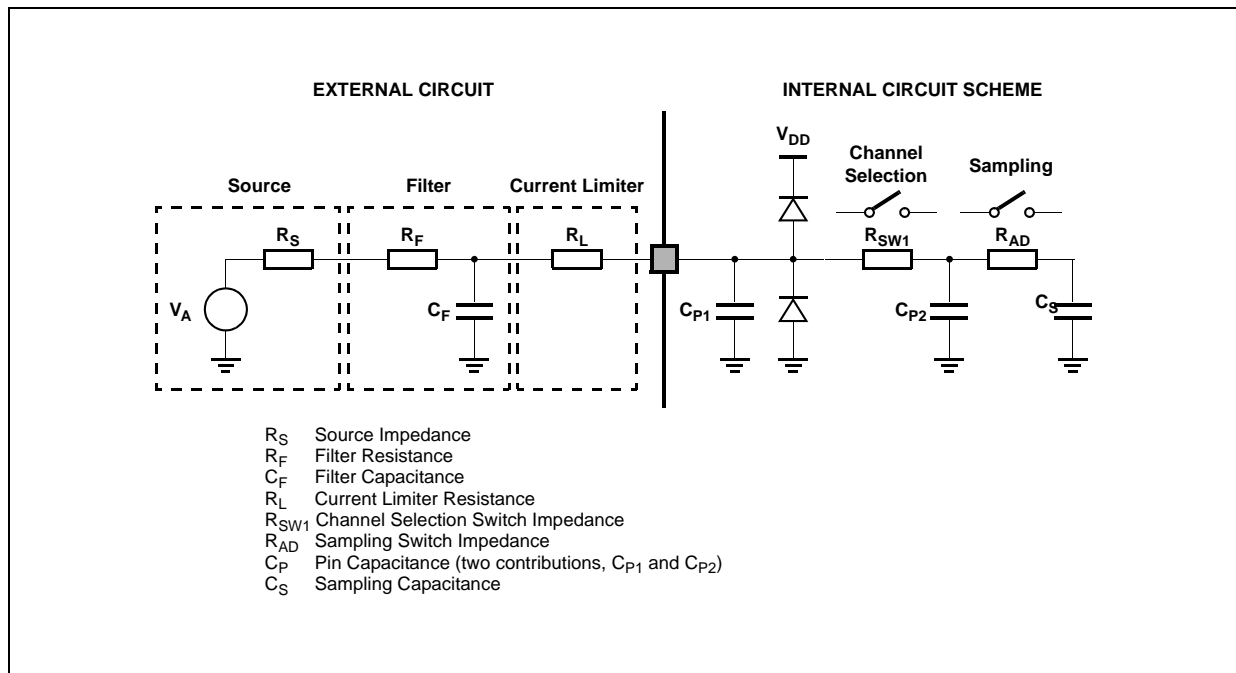 EXTERNAL CIRCUIT
INTERNAL CIRCUIT SCHEME
VDD
Channel
Selection
Sampling
Source
Filter
Current Limiter
RS
RF
RL
RSW1
RAD
VA
CF
CP1
CP2
CS
RS Source Impedance
RF Filter Resistance
CF Filter Capacitance
RL Current Limiter Resistance
RSW1 Channel Selection Switch Impedance
RAD Sampling Switch Impedance
CP Pin Capacitance (two contributions, CP1 and CP2)
CS Sampling Capacitance